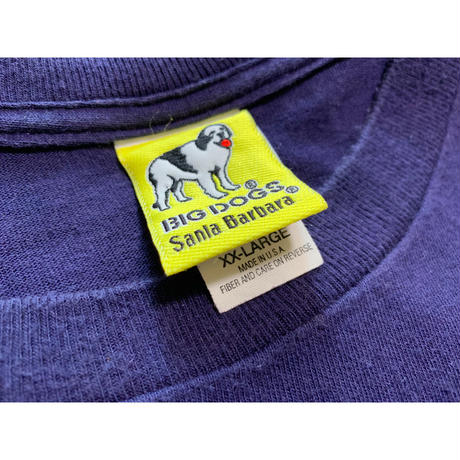 BIG DOGS®
Santa Barbara
XX-LARGE
MADE IN U.S.A.
FIBER AND CARE ON REVERSE